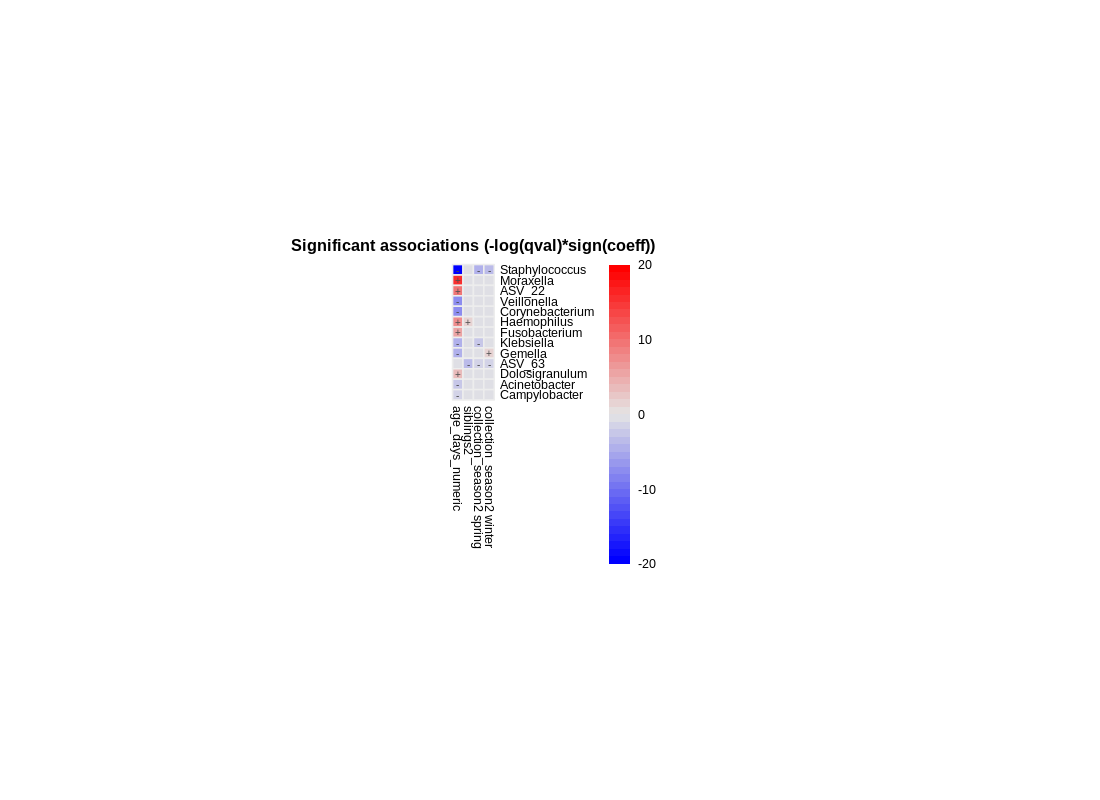 Significant associations (-log(qval)*sign(coeff))
- - - Staphylococcus
+ Moraxella
+ ASV_22
- Veillonella
- Corynebacterium
+ + Haemophilus
+ Fusobacterium
- - Klebsiella
- + Gemella
- - - ASV_63
+ Dolosigranulum
- Acinetobacter
- Campylobacter
age_days_numeric
siblings2
collection_season2 spring
collection_season2 winter
20
10
0
-10
-20